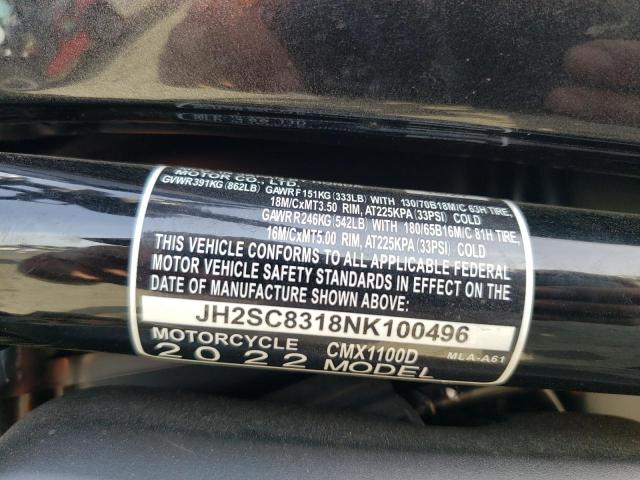 MOTOR CO., LTD.
GVWR391KG (862LB) GAWRF151KG (333LB) WITH 130/70B18M/C 63H TIRE,
18M/CxMT3.50 RIM, AT225KPA (33PSI) COLD
GAWRR246KG (542LB) WITH 180/65B16M/C 81H TIRE,
16M/CxMT5.00 RIM, AT225KPA (33PSI) COLD
THIS VEHICLE CONFORMS TO ALL APPLICABLE FEDERAL
MOTOR VEHICLE SAFETY STANDARDS IN EFFECT ON THE
DATE OF MANUFACTURE SHOWN ABOVE.
JH2SC8318NK100496
MOTORCYCLE CMX1100D MLA-A61
2022 MODEL